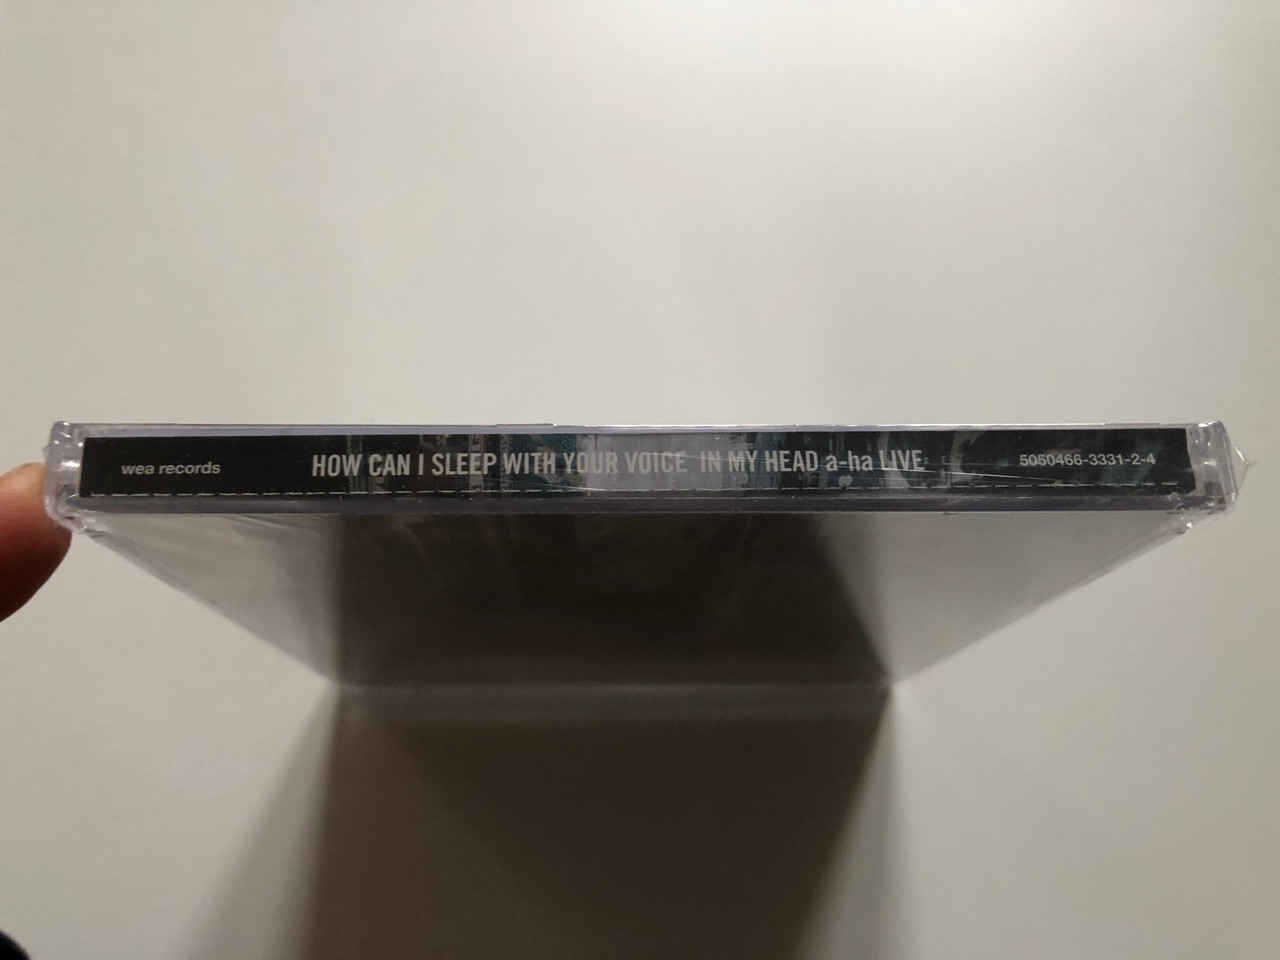 wea records HOW CAN I SLEEP WITH YOUR VOICE IN MY HEAD a-ha LIVE 5050466-3331-2-4